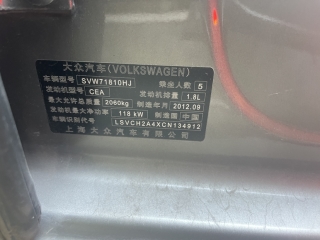 大众汽车(VOLKSWAGEN)
车辆型号 SVW71810HJ 乘坐人数 5
发动机型号 CEA 发动机排量 1.8L
最大允许总质量 2060kg 制造年月 2012.09
发动机最大净功率 118kW 制造国 中国
车辆识别代号 LSVCH2A4XCN134912
上海大众汽车有限公司